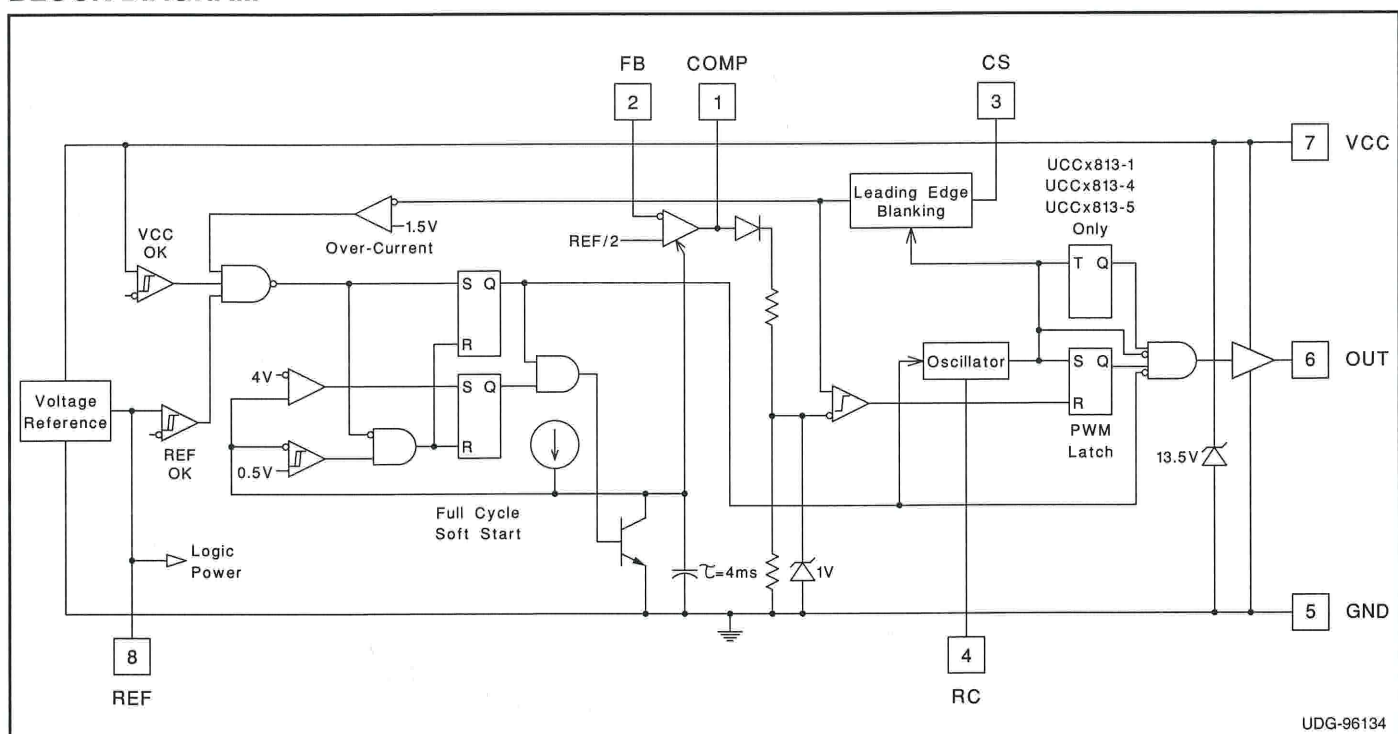 FB
COMP
CS
2
1
3
7
VCC
UCCx813-1
UCCx813-4
UCCx813-5
Only
Leading Edge
Blanking
1.5V
Over-Current
REF/2
VCC
OK
T Q
S Q
R
S Q
R
Oscillator
S Q
R
PWM
Latch
6
OUT
4V
0.5V
Voltage
Reference
REF
OK
13.5V
Full Cycle
Soft Start
Logic
Power
τ=4ms
1V
5
GND
8
REF
4
RC
UDG-96134